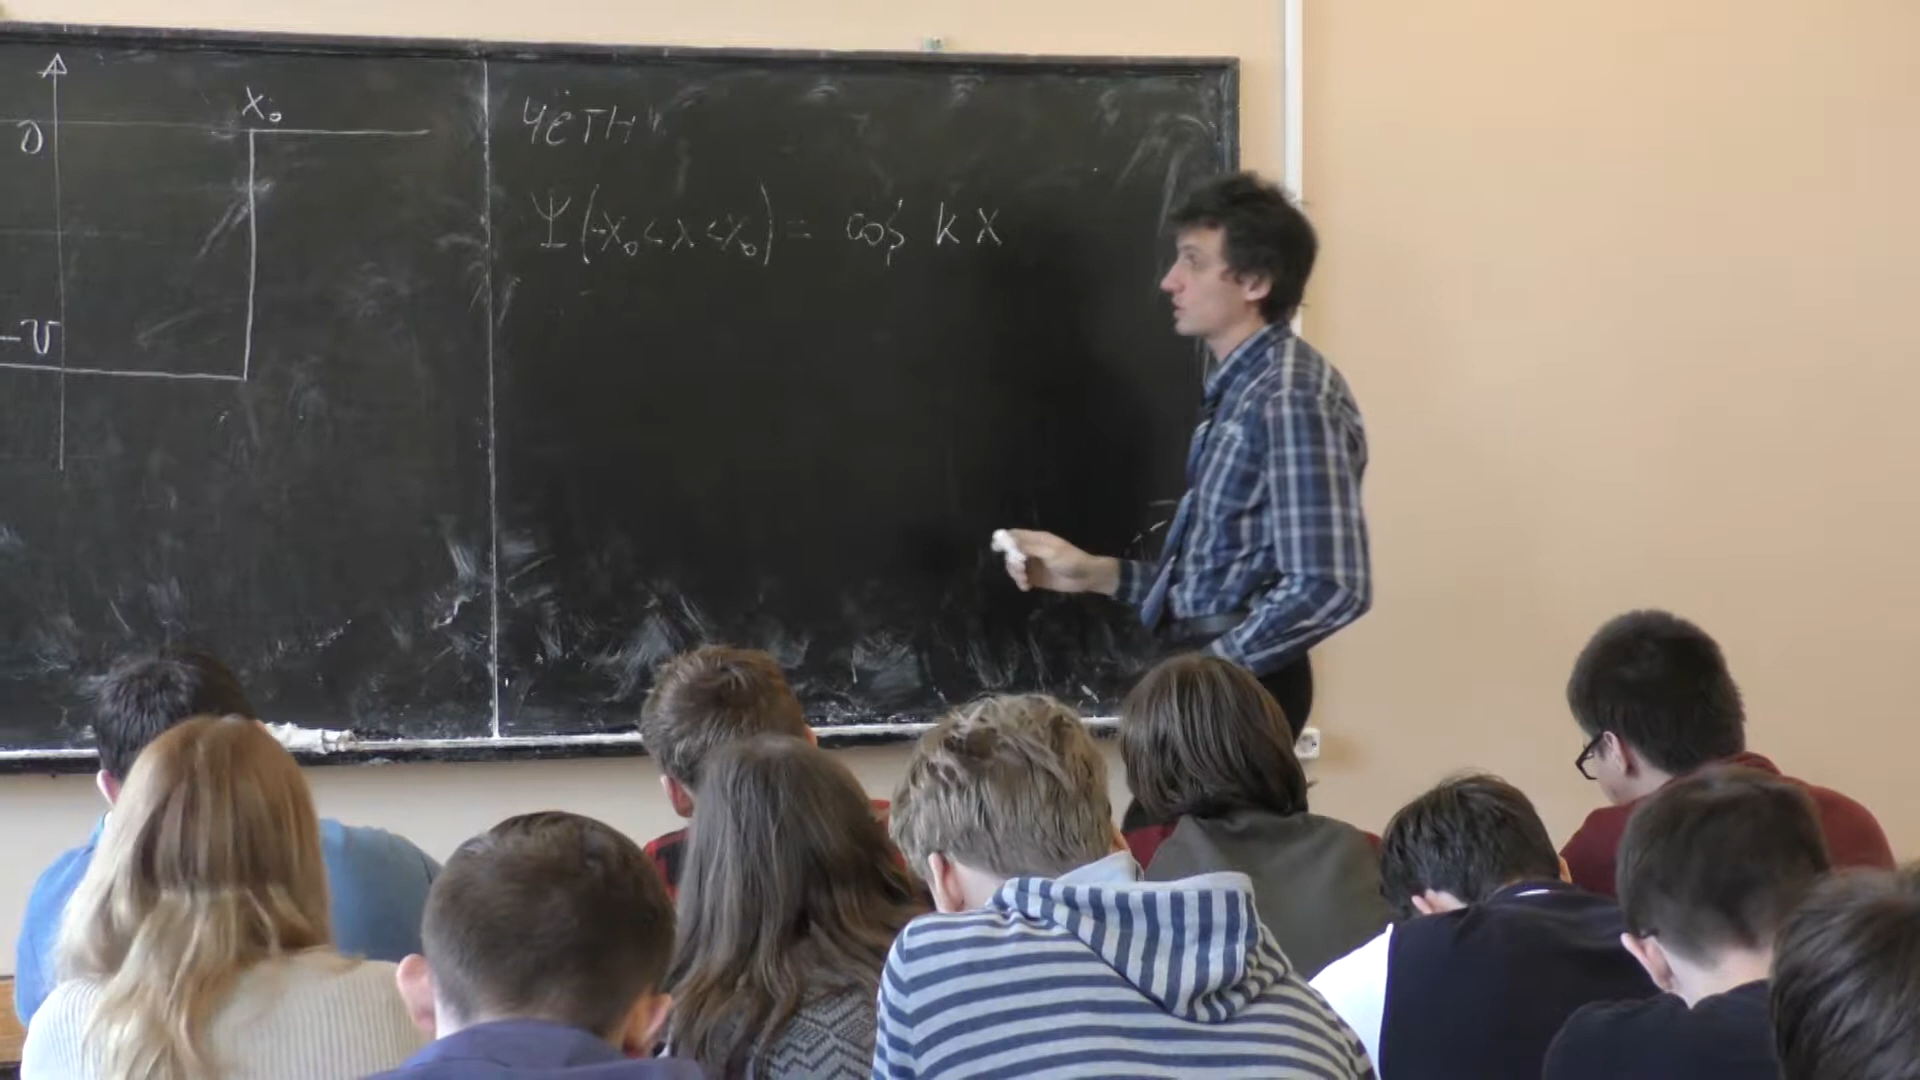 x₀
0
-U
чётн
Ψ(-x₀<x<x₀) = cos kx